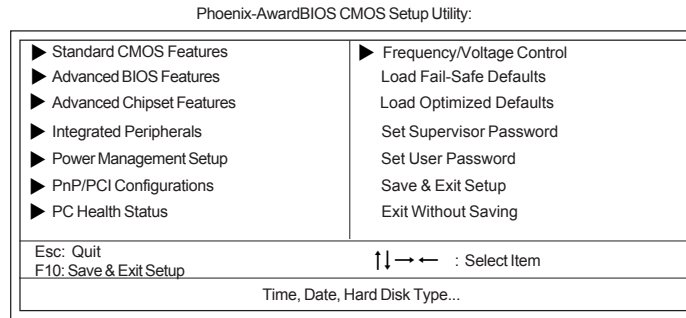 Phoenix-AwardBIOS CMOS Setup Utility:
▶ Standard CMOS Features
▶ Advanced BIOS Features
▶ Advanced Chipset Features
▶ Integrated Peripherals
▶ Power Management Setup
▶ PnP/PCI Configurations
▶ PC Health Status
▶ Frequency/Voltage Control
Load Fail-Safe Defaults
Load Optimized Defaults
Set Supervisor Password
Set User Password
Save & Exit Setup
Exit Without Saving
Esc: Quit
F10: Save & Exit Setup
↑↓→← : Select Item
Time, Date, Hard Disk Type...